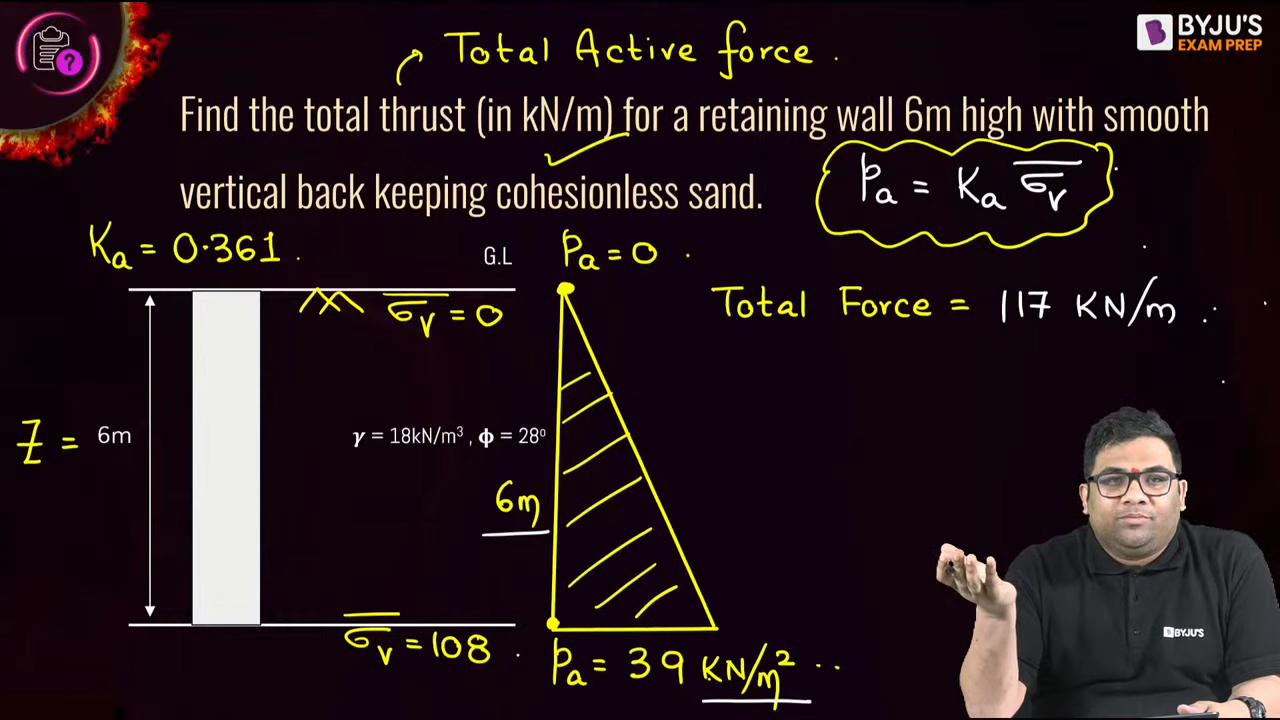 BYJU'S
EXAM PREP
Total Active force.
Find the total thrust (in kN/m) for a retaining wall 6m high with smooth
vertical back keeping cohesionless sand.
Pa = Ka σ̅v
Ka = 0.361.
G.L
Pa = 0.
σ̅v = 0
Total Force = 117 KN/m
Z = 6m
γ = 18kN/m³ , Φ = 28⁰
6m
σ̅v = 108.
Pa = 39 KN/m² ..
BYJU'S